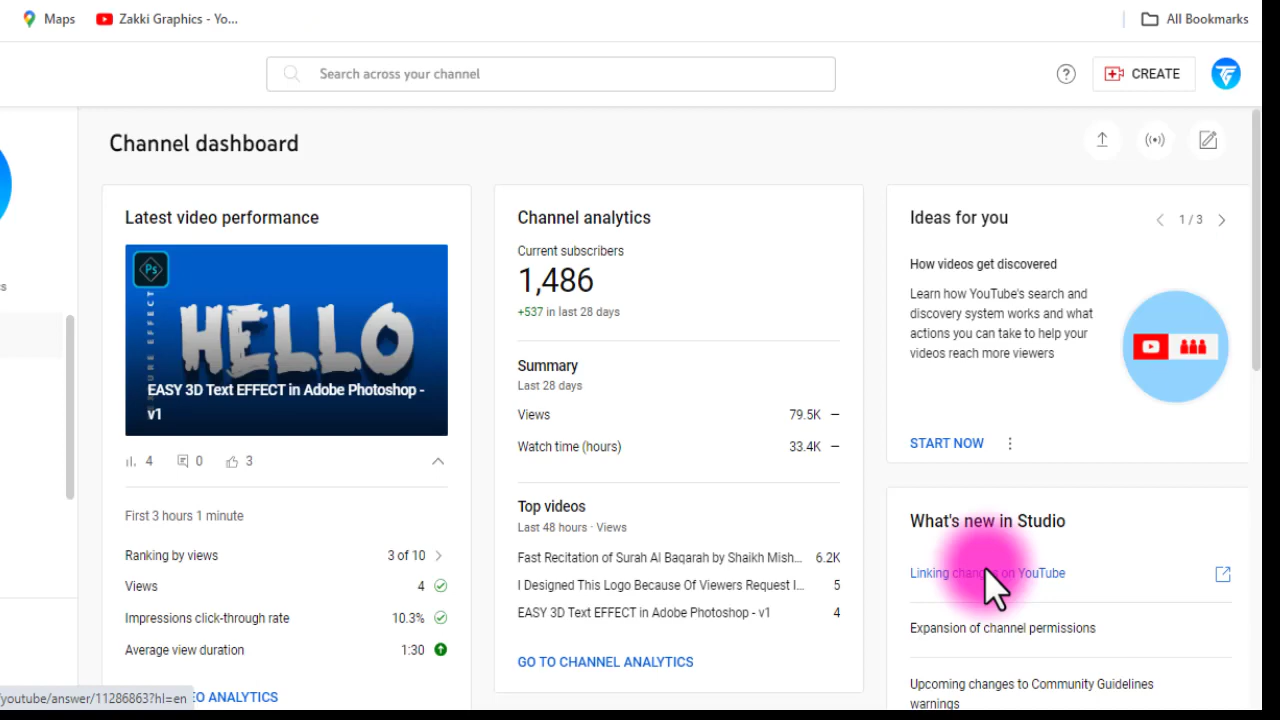 Maps
Zakki Graphics - Yo...
All Bookmarks
Search across your channel
CREATE
Channel dashboard
Latest video performance
Ps
HELLO
EASY 3D Text EFFECT in Adobe Photoshop -
v1
4
0
3
First 3 hours 1 minute
Ranking by views
3 of 10
Views
4
Impressions click-through rate
10.3%
Average view duration
1:30
EO ANALYTICS
/youtube/answer/11286863?hl=en
Channel analytics
Current subscribers
1,486
+537 in last 28 days
Summary
Last 28 days
Views
79.5K —
Watch time (hours)
33.4K —
Top videos
Last 48 hours · Views
Fast Recitation of Surah Al Baqarah by Shaikh Mish...
6.2K
I Designed This Logo Because Of Viewers Request I...
5
EASY 3D Text EFFECT in Adobe Photoshop - v1
4
GO TO CHANNEL ANALYTICS
Ideas for you
1 / 3
How videos get discovered
Learn how YouTube's search and
discovery system works and what
actions you can take to help your
videos reach more viewers
START NOW
What's new in Studio
Linking changes on YouTube
Expansion of channel permissions
Upcoming changes to Community Guidelines
warnings